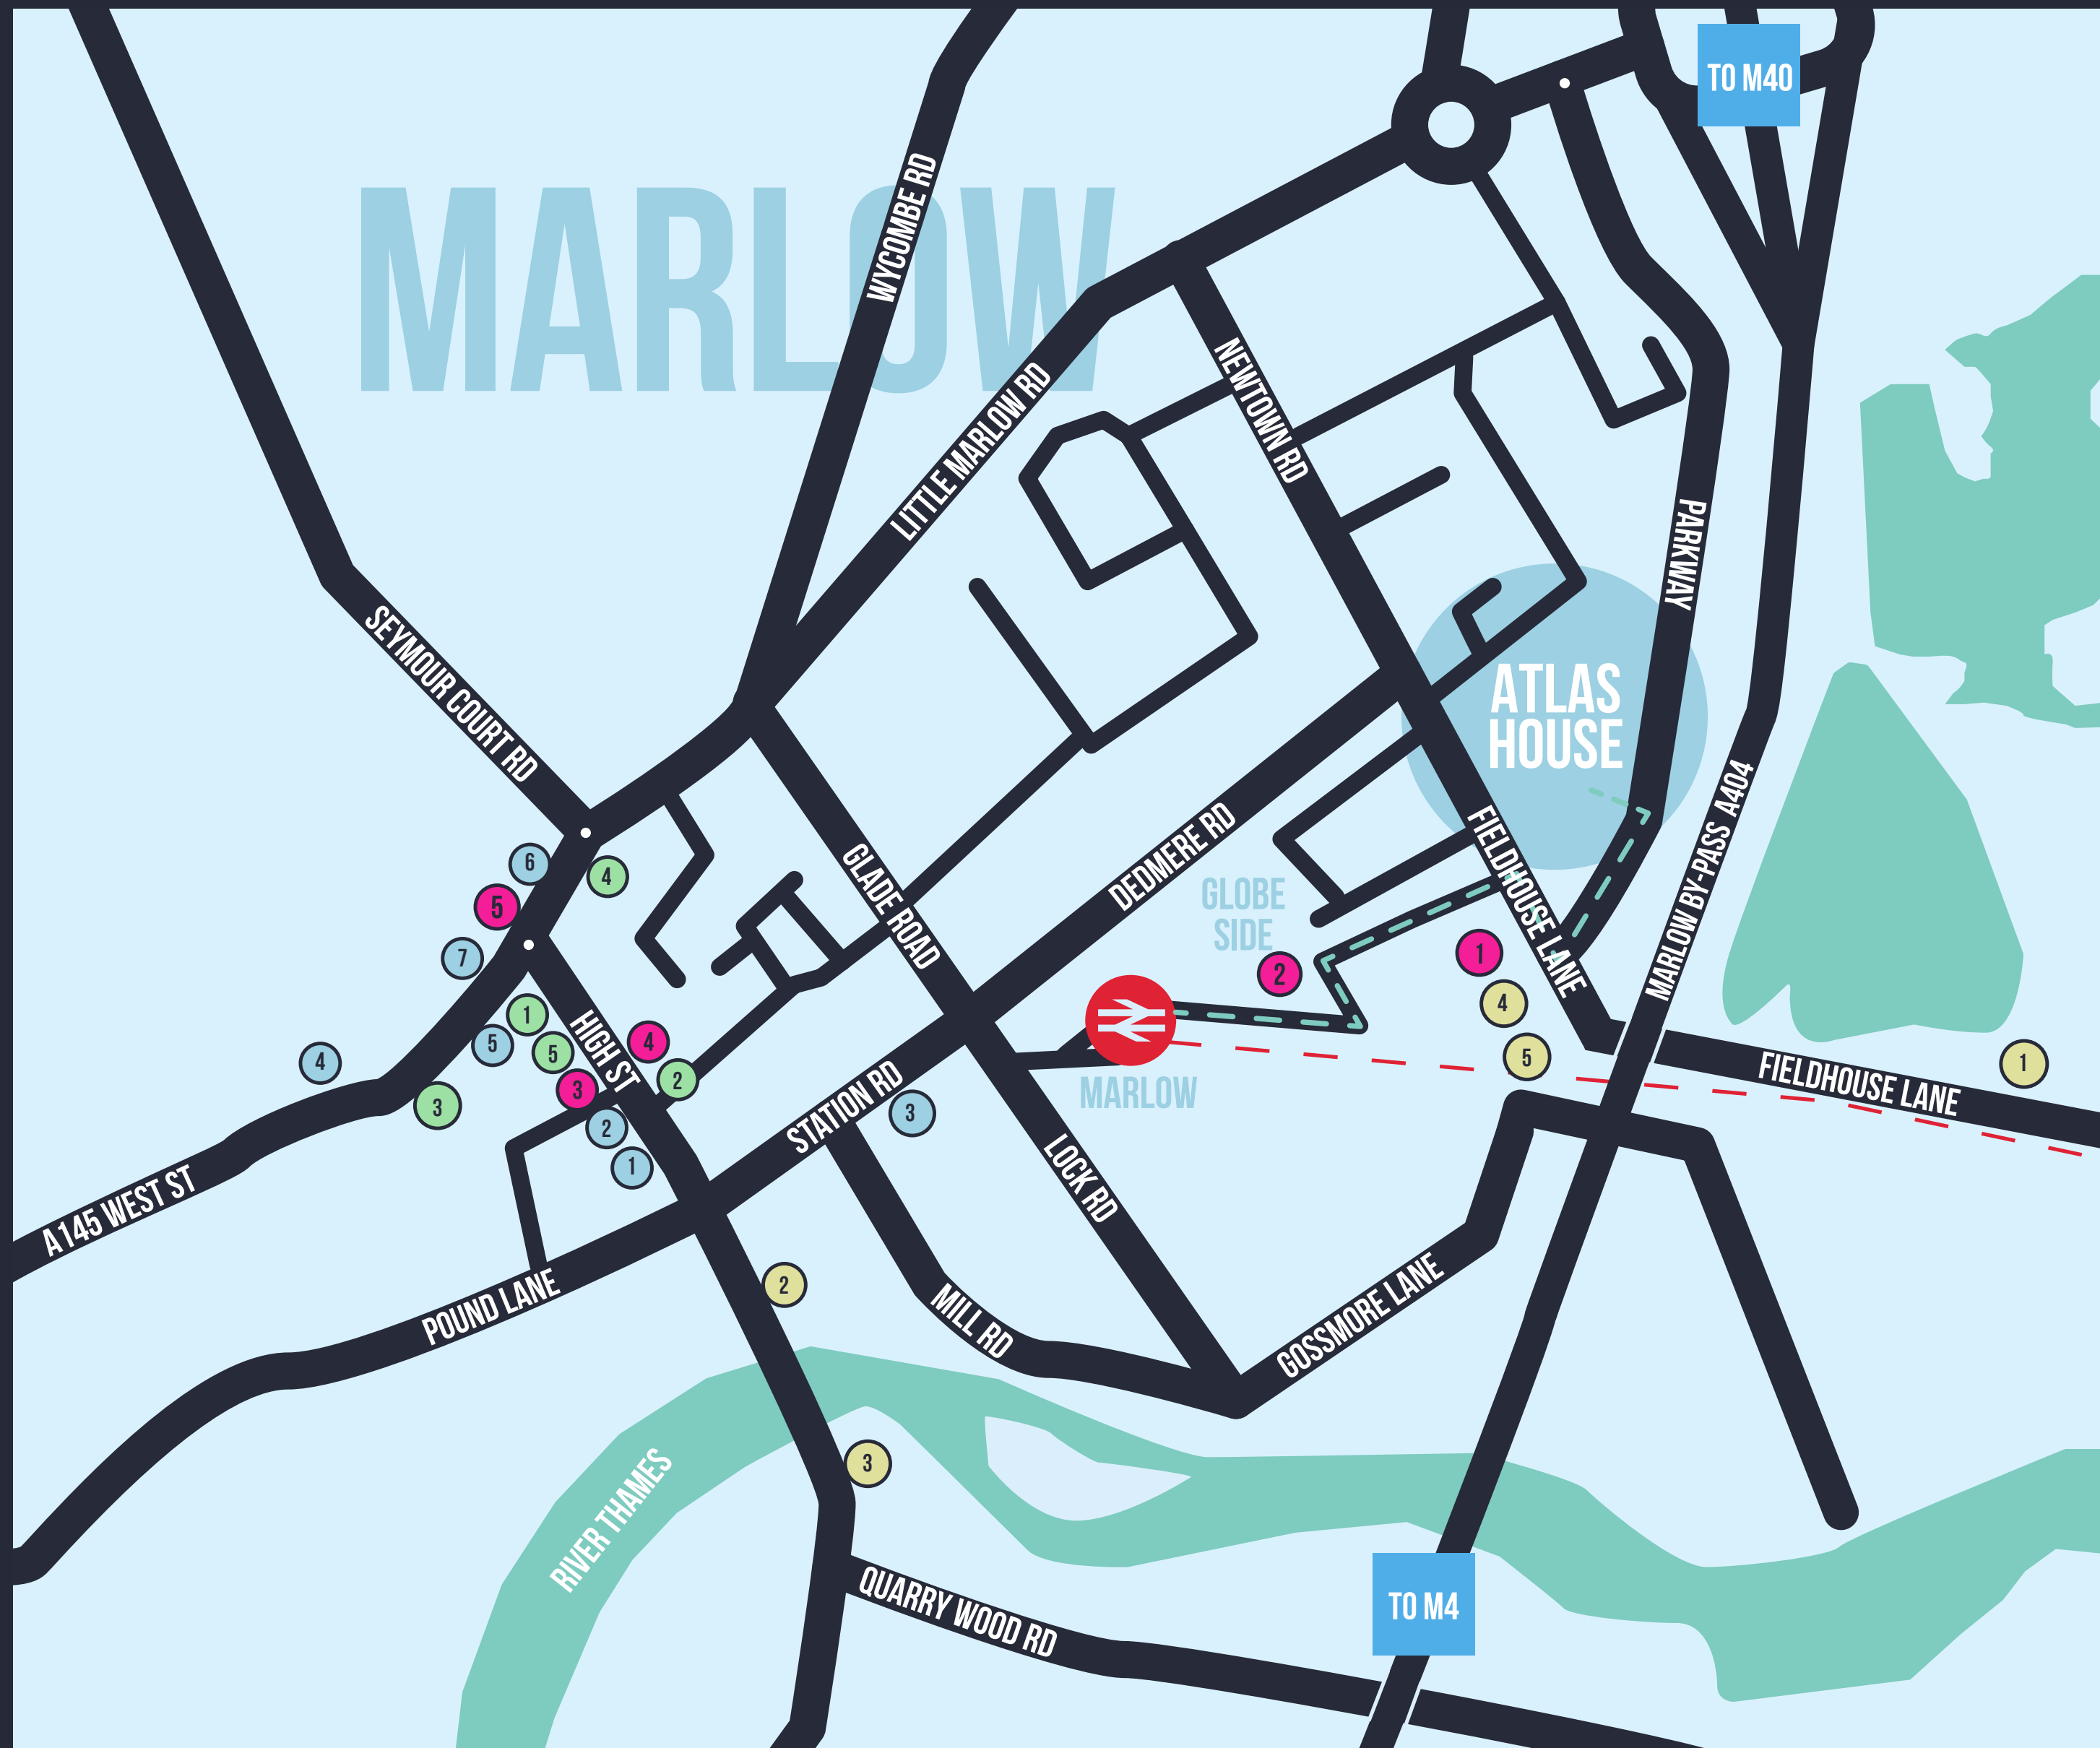 TO M40
MARLOW
WYCOMBE RD
LITTLE MARLOW RD
NEWTOWN RD
PARKWAY
SEYMOUR COURT RD
ATLAS
HOUSE
MARLOW BY-PASS A404
DEDMERE RD
FIELDHOUSE LANE
GLADE ROAD
GLOBE
SIDE
6
4
5
7
1
2
1
4
5
1
5
5
HIGH ST
4
4
3
2
3
2
1
MARLOW
FIELDHOUSE LANE
STATION RD
3
LOCK RD
A145 WEST ST
POUND LANE
2
MILL RD
GOSSMORE LANE
3
RIVER THAMES
QUARRY WOOD RD
TO M4